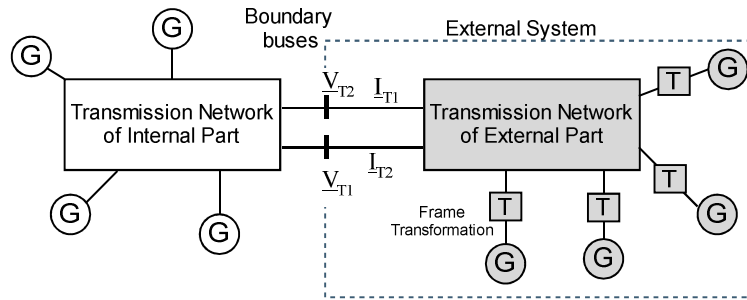 Boundary
buses
External System
G
G
G
V_T2
I_T1
T
Transmission Network
of Internal Part
Transmission Network
of External Part
I_T2
V_T1
T
G
G
Frame
Transformation
T
T
G
G
G